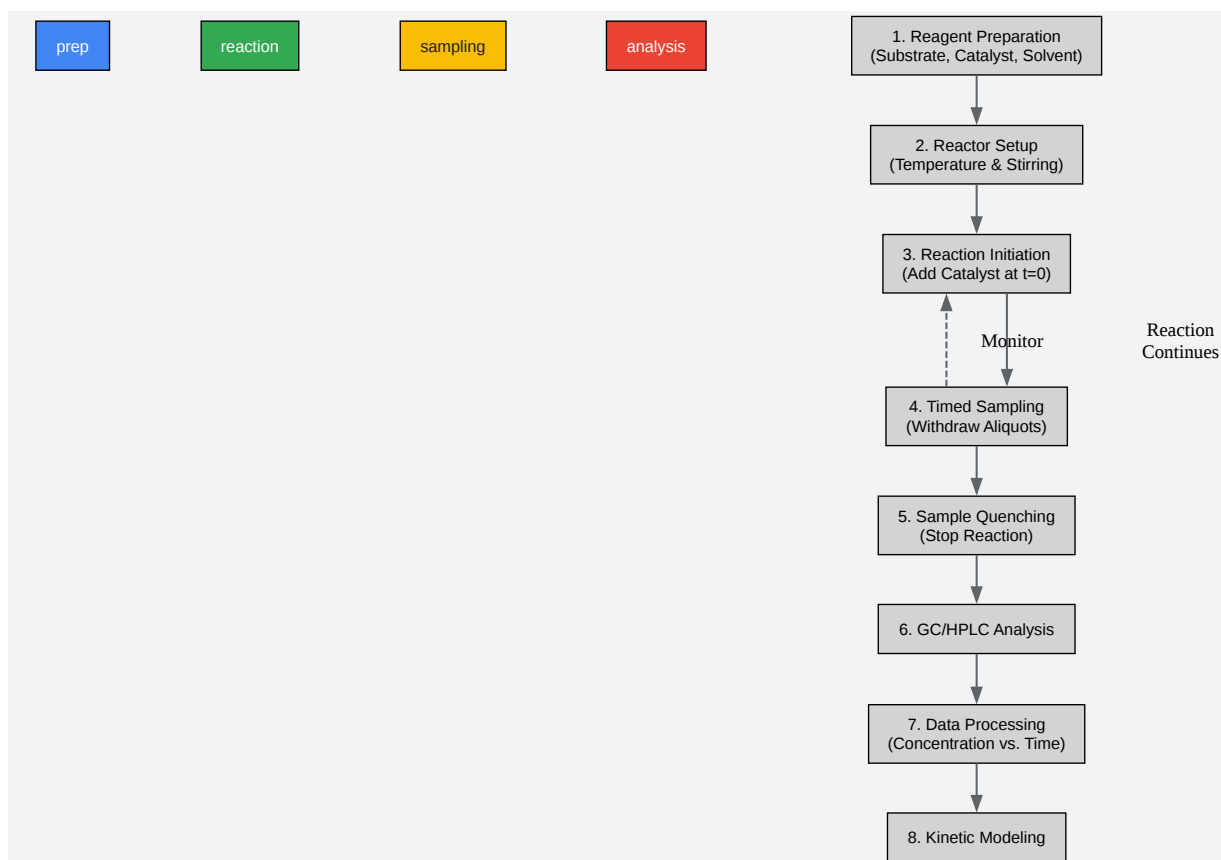 prep
reaction
sampling
analysis
1. Reagent Preparation
(Substrate, Catalyst, Solvent)
2. Reactor Setup
(Temperature & Stirring)
3. Reaction Initiation
(Add Catalyst at t=0)
Monitor
Reaction
Continues
4. Timed Sampling
(Withdraw Aliquots)
5. Sample Quenching
(Stop Reaction)
6. GC/HPLC Analysis
7. Data Processing
(Concentration vs. Time)
8. Kinetic Modeling